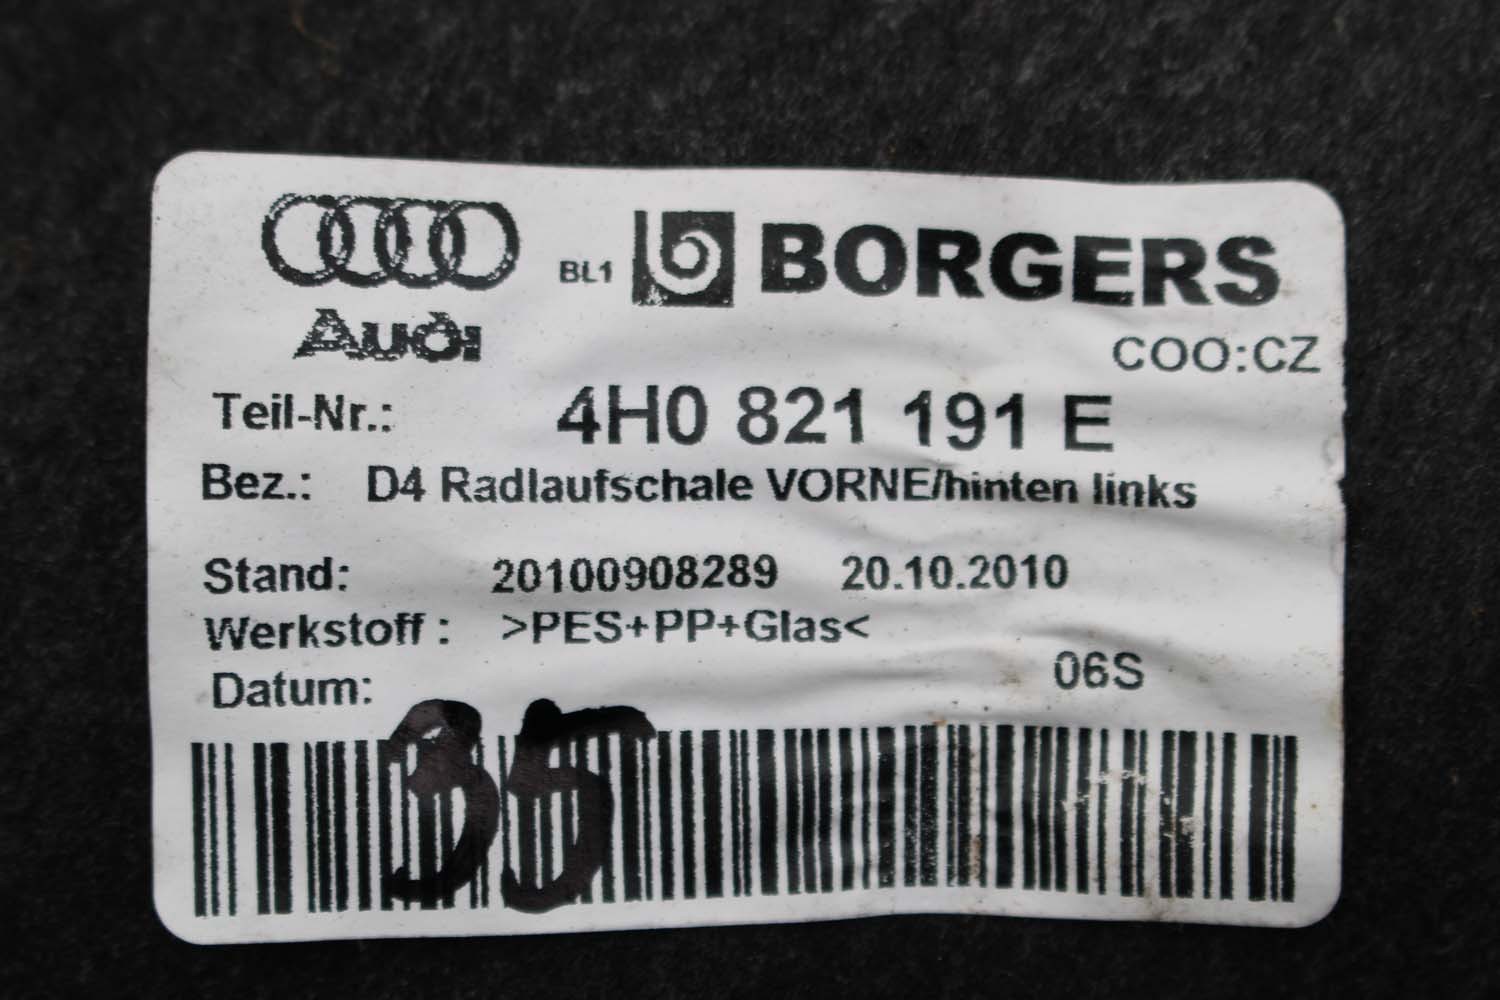 BL1 BORGERS
Audi
COO:CZ
Teil-Nr.: 4H0 821 191 E
Bez.: D4 Radlaufschale VORNE/hinten links
Stand: 20100908289 20.10.2010
Werkstoff : >PES+PP+Glas<
06S
Datum:
35